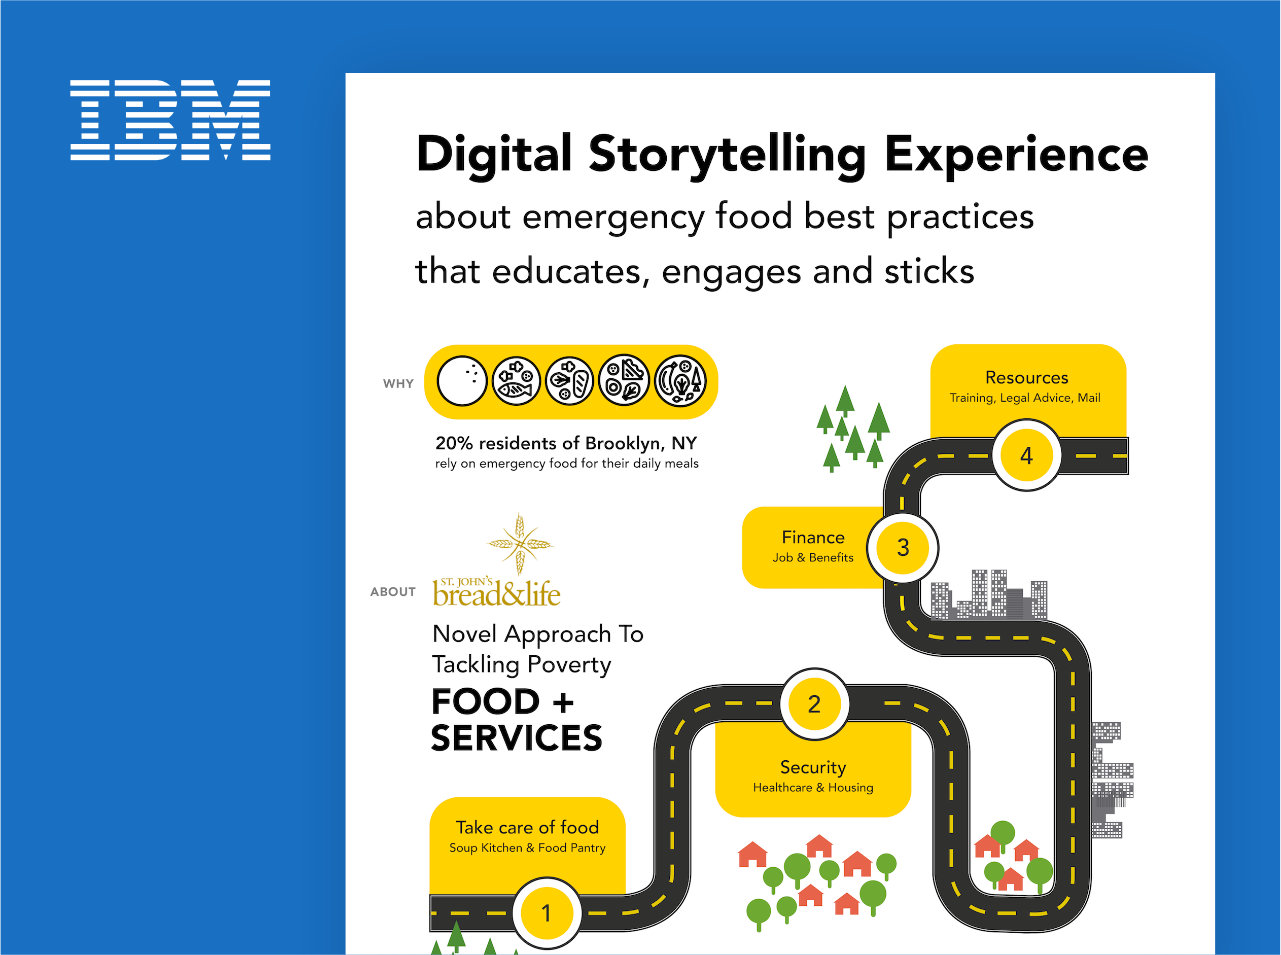 IBM
Digital Storytelling Experience
about emergency food best practices
that educates, engages and sticks
WHY
20% residents of Brooklyn, NY
rely on emergency food for their daily meals
ABOUT
ST. JOHN'S
bread&life
Novel Approach To
Tackling Poverty
FOOD +
SERVICES
Take care of food
Soup Kitchen & Food Pantry
1
2
Security
Healthcare & Housing
Finance
Job & Benefits
3
Resources
Training, Legal Advice, Mail
4